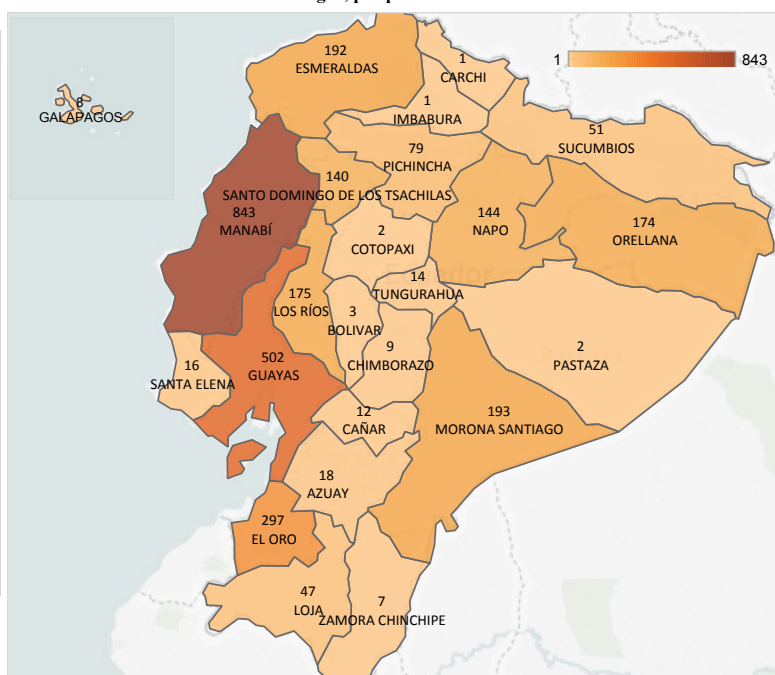 192
ESMERALDAS
1
CARCHI
1
843
8
GALAPAGOS
1
IMBABURA
51
SUCUMBIOS
79
PICHINCHA
140
SANTO DOMINGO DE LOS TSACHILAS
843
MANABÍ
144
NAPO
174
ORELLANA
2
COTOPAXI
Ecuador
14
TUNGURAHUA
175
LOS RÍOS
3
BOLIVAR
9
CHIMBORAZO
2
PASTAZA
16
SANTA ELENA
502
GUAYAS
12
CAÑAR
193
MORONA SANTIAGO
18
AZUAY
297
EL ORO
47
LOJA
7
ZAMORA CHINCHIPE